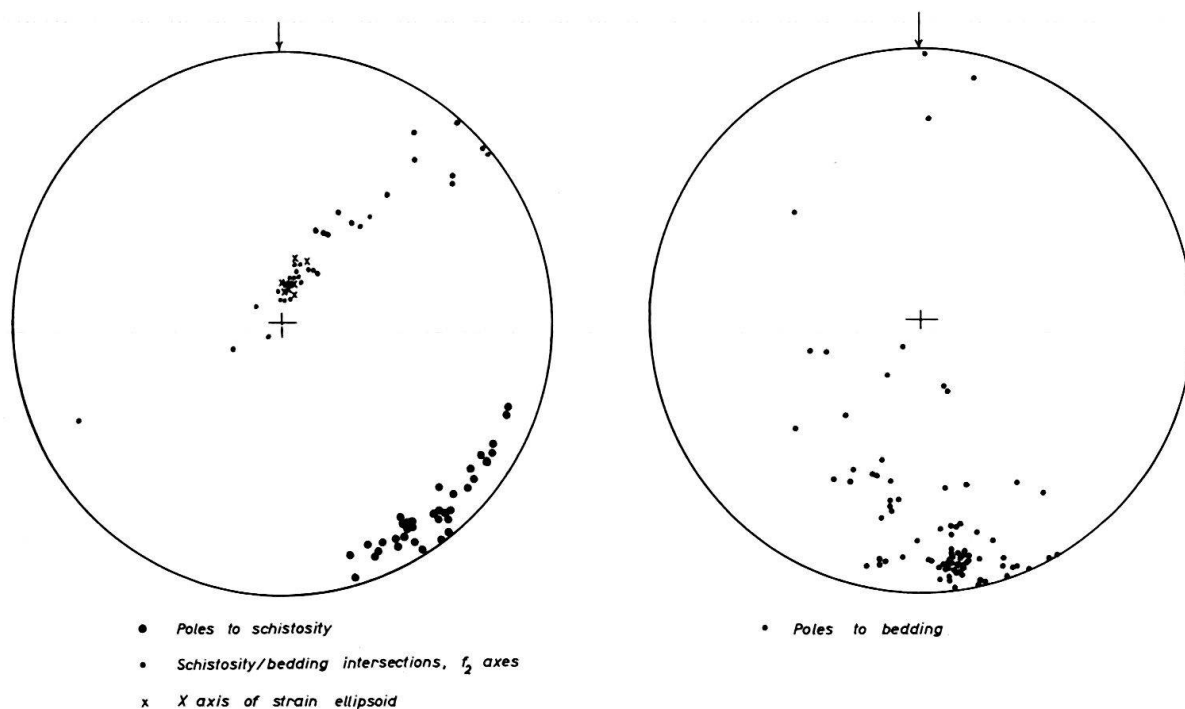 Poles to schistosity
Schistosity/bedding intersections, f2 axes
X axis of strain ellipsoid
Poles to bedding